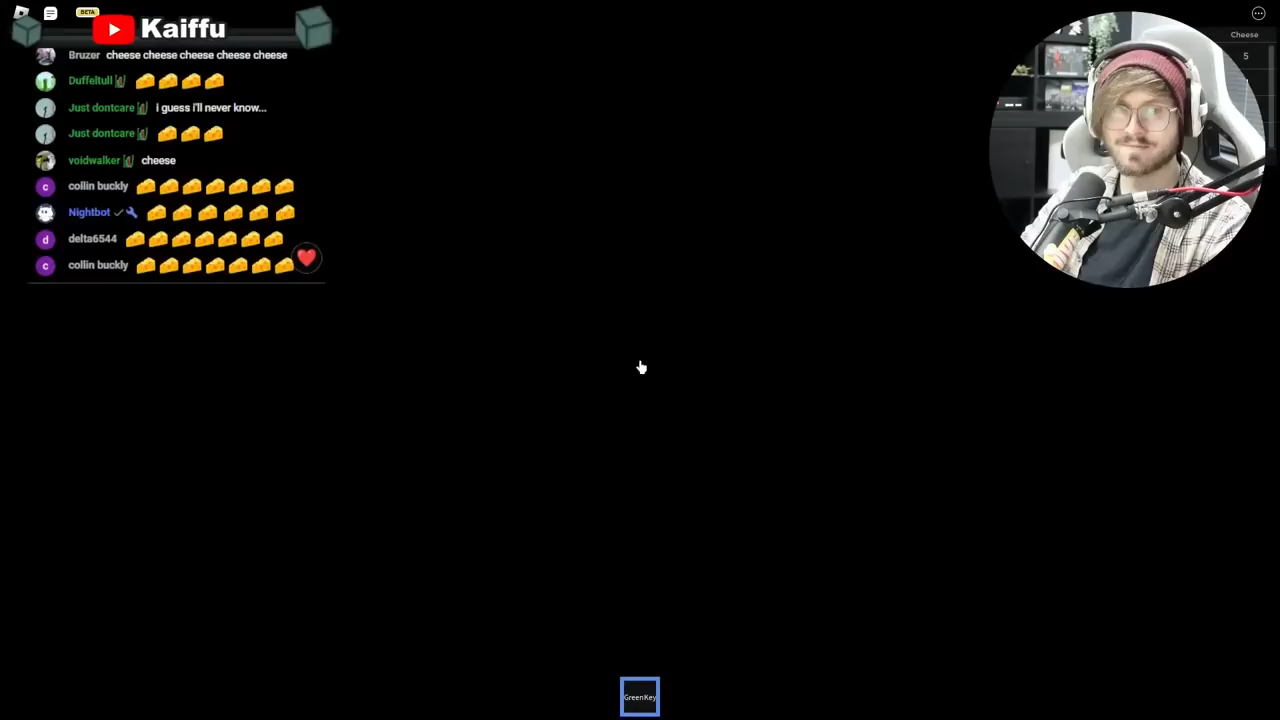 BETA
Kaiffu
Bruzer cheese cheese cheese cheese cheese
Duffeltull
Just dontcare i guess i'll never know...
Just dontcare
voidwalker cheese
c collin buckly
Nightbot
d delta6544
c collin buckly
Cheese
5
GreenKey